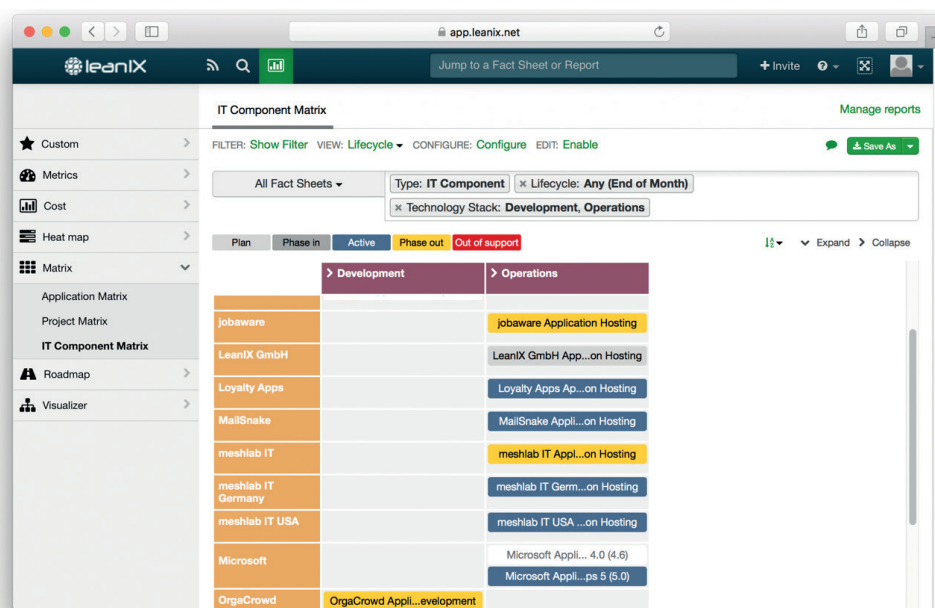 app.leanix.net
leanIX
Jump to a Fact Sheet or Report
+ Invite
IT Component Matrix
Manage reports
Custom
FILTER: Show Filter VIEW: Lifecycle CONFIGURE: Configure EDIT: Enable
Save As
Metrics
All Fact Sheets
Type: IT Component × Lifecycle: Any (End of Month)
Cost
× Technology Stack: Development, Operations
Heat map
Plan Phase in Active Phase out Out of support
Expand Collapse
Matrix
Application Matrix
Project Matrix
IT Component Matrix
Roadmap
Visualizer
Development Operations
jobaware jobaware Application Hosting
LeanIX GmbH LeanIX GmbH App...on Hosting
Loyalty Apps Loyalty Apps Ap...on Hosting
MailSnake MailSnake Appli...on Hosting
meshlab IT meshlab IT Appl...on Hosting
meshlab IT
Germany
meshlab IT Germ...on Hosting
meshlab IT USA meshlab IT USA ...on Hosting
Microsoft
Microsoft Appli... 4.0 (4.6)
Microsoft Appli...ps 5 (5.0)
OrgaCrowd OrgaCrowd Appli...evelopment